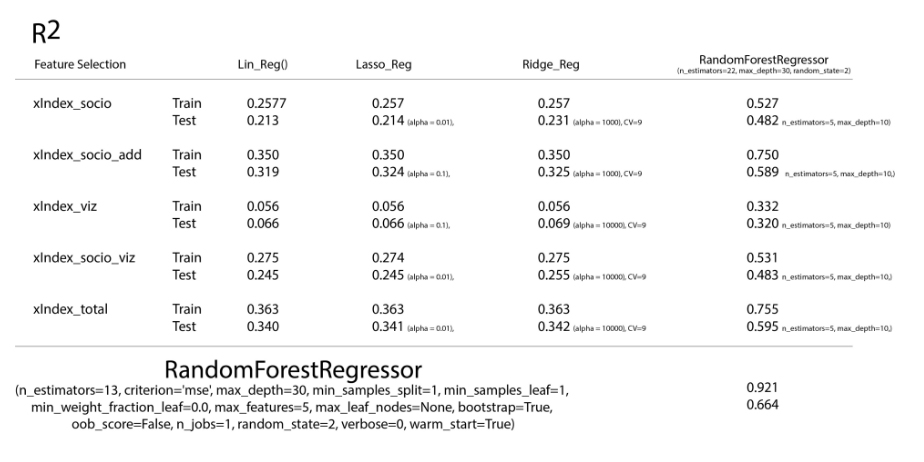 R2
Feature Selection Lin_Reg() Lasso_Reg Ridge_Reg RandomForestRegressor
(n_estimators=22, max_depth=30, random_state=2)
xIndex_socio Train 0.2577 0.257 0.257 0.527
Test 0.213 0.214 (alpha = 0.01), 0.231 (alpha = 1000), CV=9 0.482 n_estimators=5, max_depth=10)
xIndex_socio_add Train 0.350 0.350 0.350 0.750
Test 0.319 0.324 (alpha = 0.1), 0.325 (alpha = 1000), CV=9 0.589 n_estimators=5, max_depth=10,)
xIndex_viz Train 0.056 0.056 0.056 0.332
Test 0.066 0.066 (alpha = 0.1), 0.069 (alpha = 10000), CV=9 0.320 n_estimators=5, max_depth=10)
xIndex_socio_viz Train 0.275 0.274 0.275 0.531
Test 0.245 0.245 (alpha = 0.01), 0.255 (alpha = 10000), CV=9 0.483 n_estimators=5, max_depth=10,)
xIndex_total Train 0.363 0.363 0.363 0.755
Test 0.340 0.341 (alpha = 0.01), 0.342 (alpha = 10000), CV=9 0.595 n_estimators=5, max_depth=10,)
RandomForestRegressor
(n_estimators=13, criterion='mse', max_depth=30, min_samples_split=1, min_samples_leaf=1, 0.921
min_weight_fraction_leaf=0.0, max_features=5, max_leaf_nodes=None, bootstrap=True, 0.664
oob_score=False, n_jobs=1, random_state=2, verbose=0, warm_start=True)